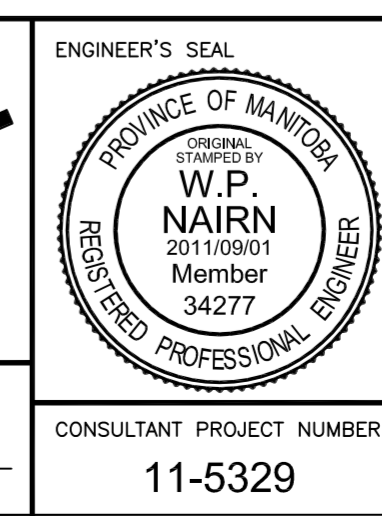 ENGINEER'S SEAL
PROVINCE OF MANITOBA
ORIGINAL
STAMPED BY
W.P.
NAIRN
2011/09/01
Member
34277
REGISTERED PROFESSIONAL ENGINEER
CONSULTANT PROJECT NUMBER
11-5329